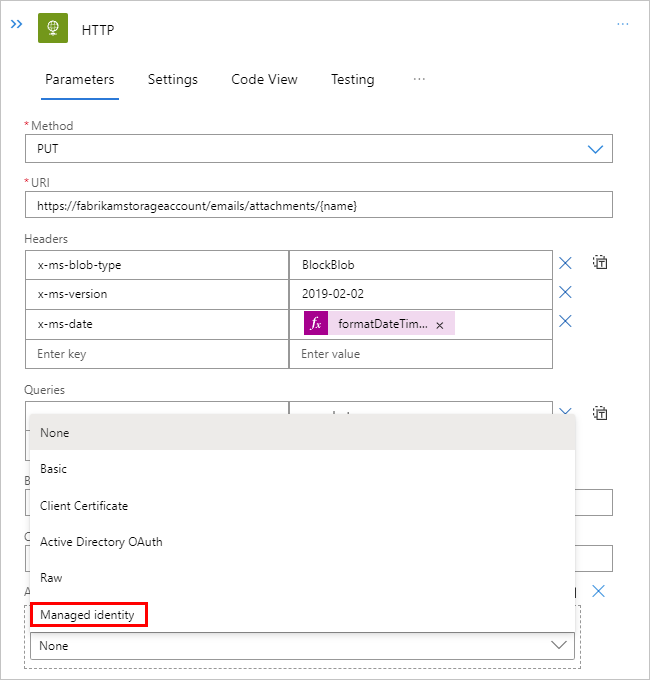 HTTP
Parameters Settings Code View Testing
* Method
PUT
* URI
https://fabrikamstorageaccount/emails/attachments/{name}
Headers
x-ms-blob-type BlockBlob
x-ms-version 2019-02-02
x-ms-date fx formatDateTim... ×
Enter key Enter value
Queries
None
Basic
Client Certificate
Active Directory OAuth
Raw
Managed identity
None